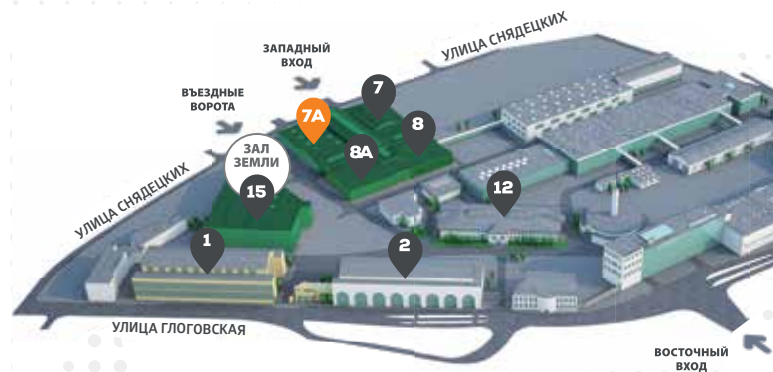 УЛИЦА СНЯДЕЦКИХ
ЗАПАДНЫЙ
ВХОД
ВЪЕЗДНЫЕ
ВОРОТА
7
7A
8
8A
ЗАЛ
ЗЕМЛИ
15
12
УЛИЦА СНЯДЕЦКИХ
1
2
УЛИЦА ГЛОГОВСКАЯ
ВОСТОЧНЫЙ
ВХОД